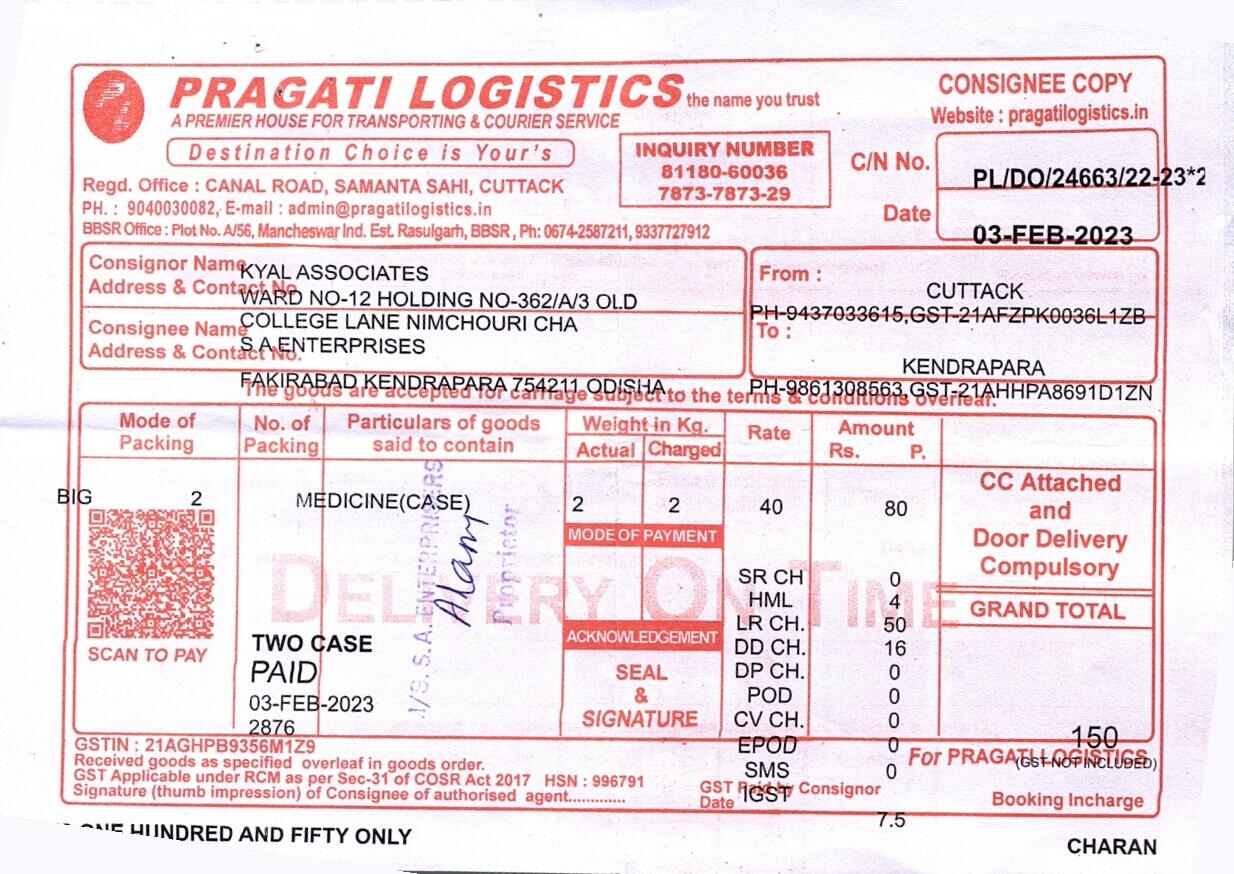 PRAGATI LOGISTICS the name you trust
A PREMIER HOUSE FOR TRANSPORTING & COURIER SERVICE
Destination Choice is Your's
CONSIGNEE COPY
Website : pragatilogistics.in
INQUIRY NUMBER
81180-60036
7873-7873-29
C/N No. PL/DO/24663/22-23*2
Date 03-FEB-2023
Regd. Office : CANAL ROAD, SAMANTA SAHI, CUTTACK
PH. : 9040030082, E-mail : admin@pragatilogistics.in
BBSR Office : Plot No. A/56, Mancheswar Ind. Est. Rasulgarh, BBSR, Ph: 0674-2587211, 9337727912
Consignor Name KYAL ASSOCIATES
Address & Contact No. WARD NO-12 HOLDING NO-362/A/3 OLD
COLLEGE LANE NIMCHOURI CHA
From :
CUTTACK
PH-9437033615,GST-21AFZPK0036L1ZB
Consignee Name
Address & Contact No. S.A.ENTERPRISES
FAKIRABAD KENDRAPARA 754211 ODISHA
To :
KENDRAPARA
PH-9861308563,GST-21AHHPA8691D1ZN
The goods are accepted for carriage subject to the terms & conditions overleaf.
Mode of Packing
No. of Packing
Particulars of goods said to contain
Weight in Kg.
Actual Charged
Rate
Amount
Rs. P.
BIG 2 MEDICINE(CASE) 2 2 40 80
CC Attached
and
Door Delivery
Compulsory
MODE OF PAYMENT
DELIVERY ON TIME
SR CH 0
HML 4
LR CH. 50
DD CH. 16
DP CH. 0
POD 0
CV CH. 0
EPOD 0
SMS 0
IGST 7.5
GRAND TOTAL
150
(GST NOT INCLUDED)
ACKNOWLEDGEMENT
SEAL
&
SIGNATURE
SCAN TO PAY
TWO CASE
PAID
03-FEB-2023
2876
S.A. ENTERPRISERS
Alam
Proprietor
GSTIN : 21AGHPB9356M1Z9
Received goods as specified overleaf in goods order.
GST Applicable under RCM as per Sec-31 of COSR Act 2017 HSN : 996791
Signature (thumb impression) of Consignee of authorised agent.............
GST Paid by Consignor
Date
For PRAGATI LOGISTICS
Booking Incharge
ONE HUNDRED AND FIFTY ONLY
CHARAN